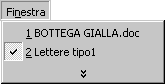 Finestra
1 BOTTEGA GIALLA.doc
2 Lettere tipo1